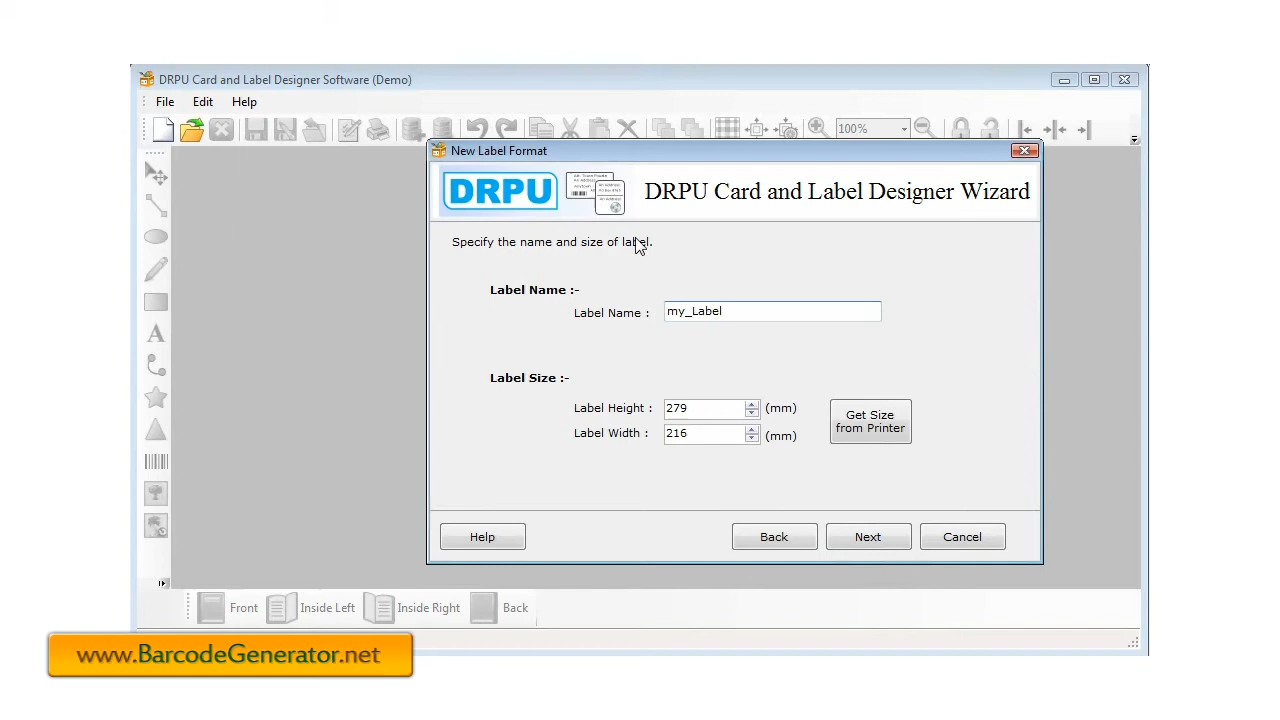 DRPU Card and Label Designer Software (Demo)
File Edit Help
100%
New Label Format
DRPU
DRPU Card and Label Designer Wizard
Specify the name and size of label.
Label Name :-
Label Name : my_Label
Label Size :-
Label Height : 279 (mm)
Label Width : 216 (mm)
Get Size
from Printer
Help Back Next Cancel
Front Inside Left Inside Right Back
www.BarcodeGenerator.net